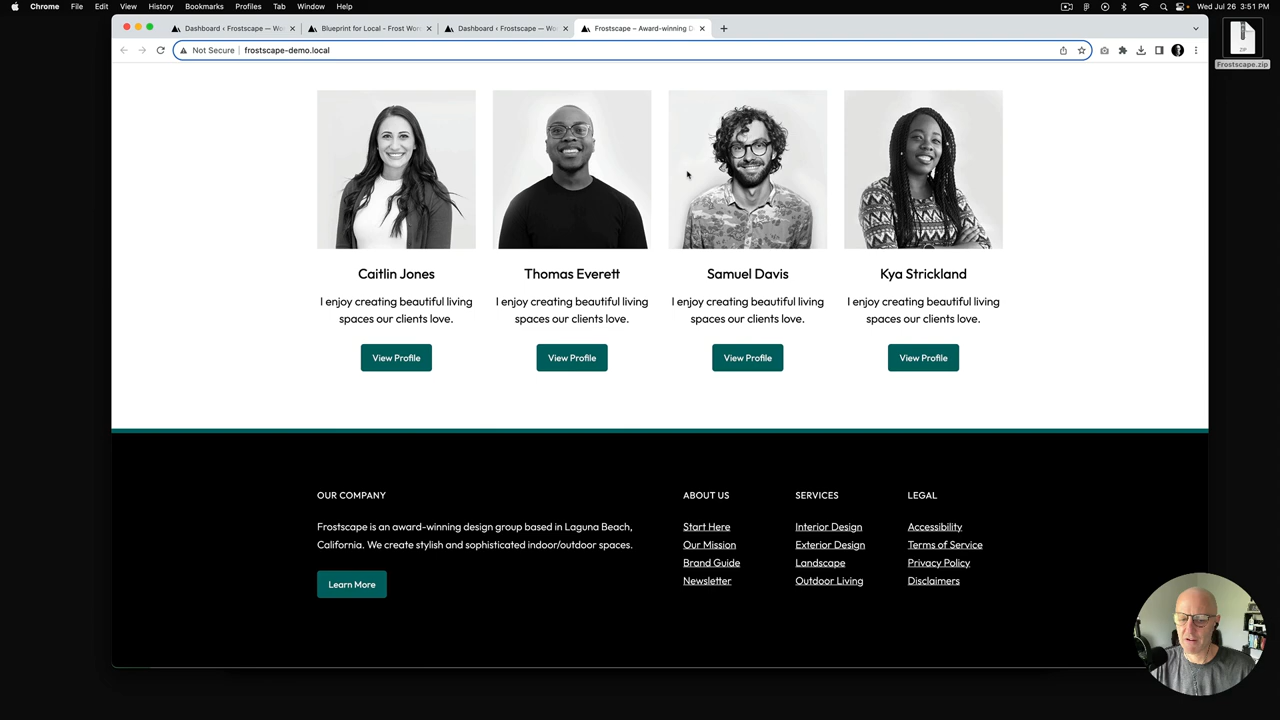 Chrome File Edit View History Bookmarks Profiles Tab Window Help
Wed Jul 26 3:51 PM
Dashboard ‹ Frostscape — Wo
Blueprint for Local – Frost Wor
Dashboard ‹ Frostscape — Wo
Frostscape – Award-winning D
Not Secure
frostscape-demo.local
ZIP
Frostscape.zip
Caitlin Jones
Thomas Everett
Samuel Davis
Kya Strickland
I enjoy creating beautiful living
spaces our clients love.
I enjoy creating beautiful living
spaces our clients love.
I enjoy creating beautiful living
spaces our clients love.
I enjoy creating beautiful living
spaces our clients love.
View Profile
View Profile
View Profile
View Profile
OUR COMPANY
Frostscape is an award-winning design group based in Laguna Beach,
California. We create stylish and sophisticated indoor/outdoor spaces.
Learn More
ABOUT US
Start Here
Our Mission
Brand Guide
Newsletter
SERVICES
Interior Design
Exterior Design
Landscape
Outdoor Living
LEGAL
Accessibility
Terms of Service
Privacy Policy
Disclaimers